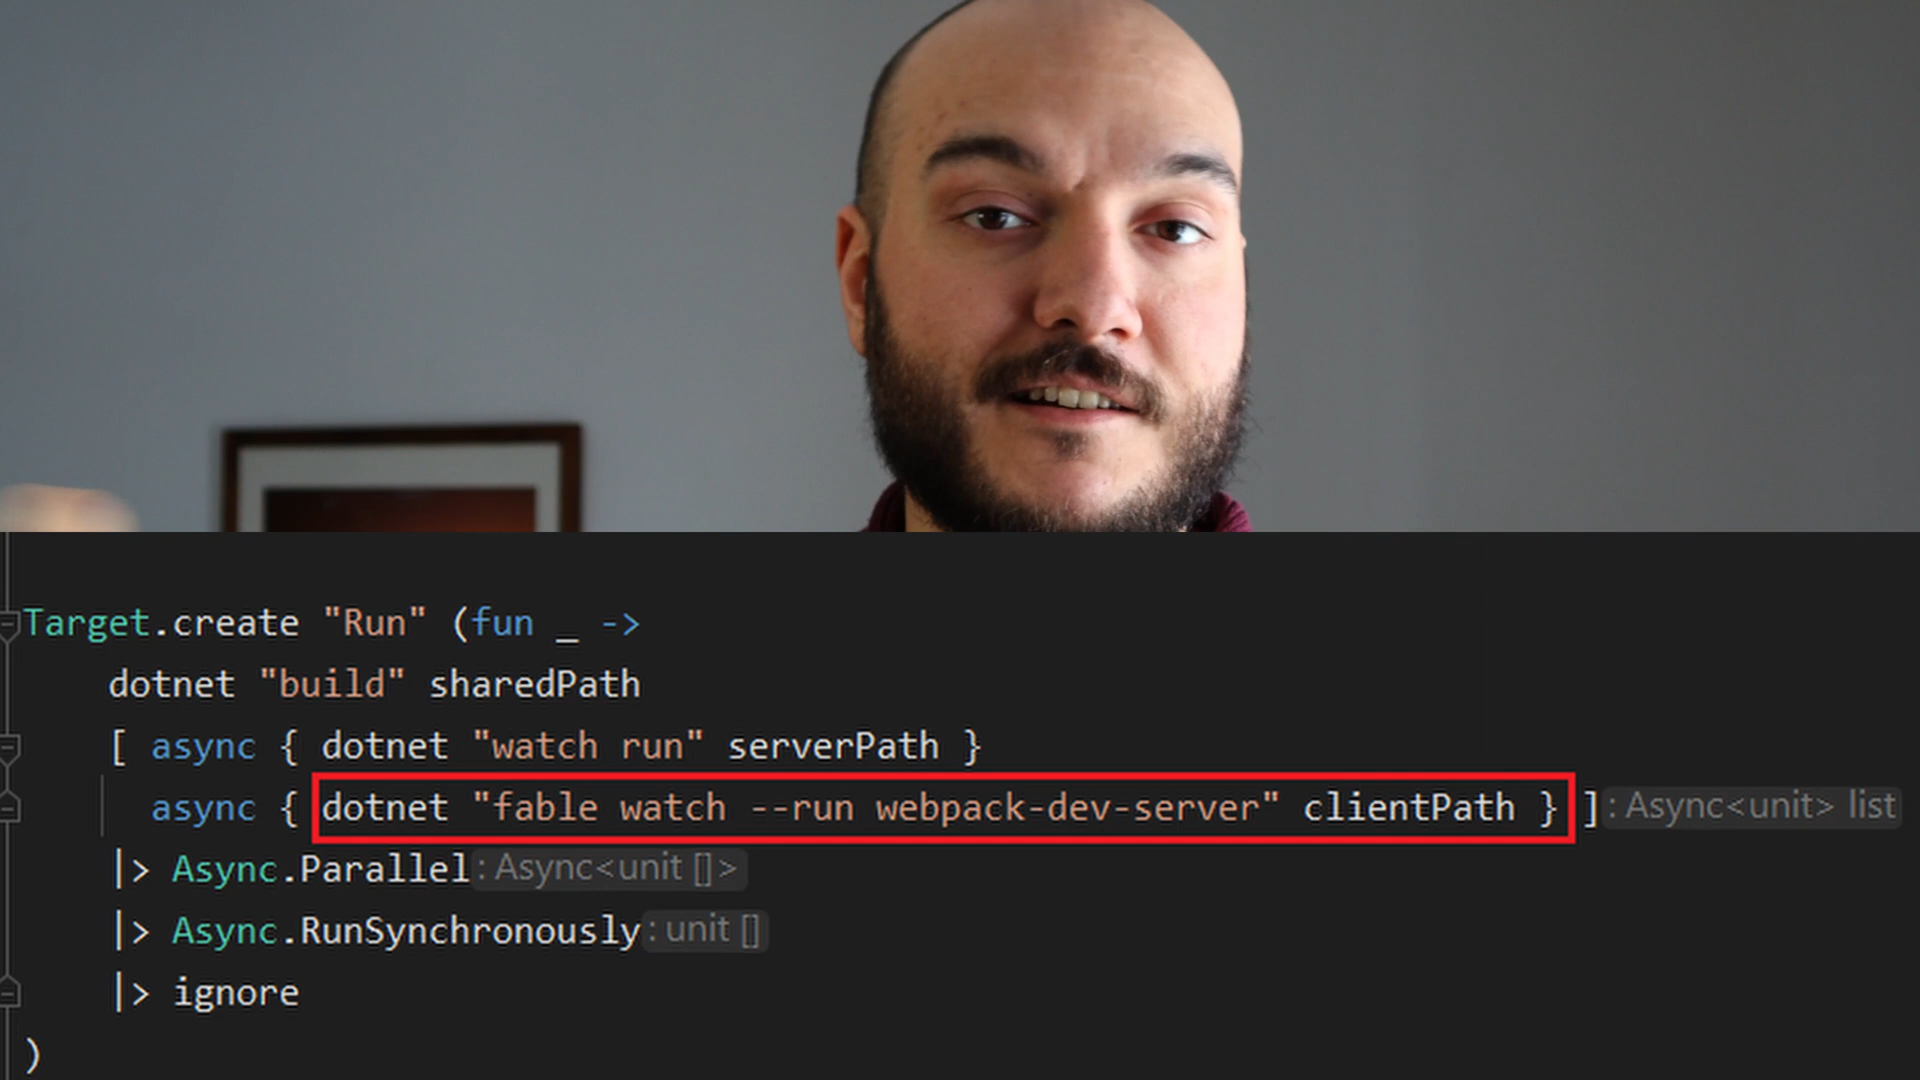 Target.create "Run" (fun _ ->
dotnet "build" sharedPath
[ async { dotnet "watch run" serverPath }
async { dotnet "fable watch --run webpack-dev-server" clientPath } ] : Async<unit> list
|> Async.Parallel : Async<unit []>
|> Async.RunSynchronously : unit []
|> ignore
)